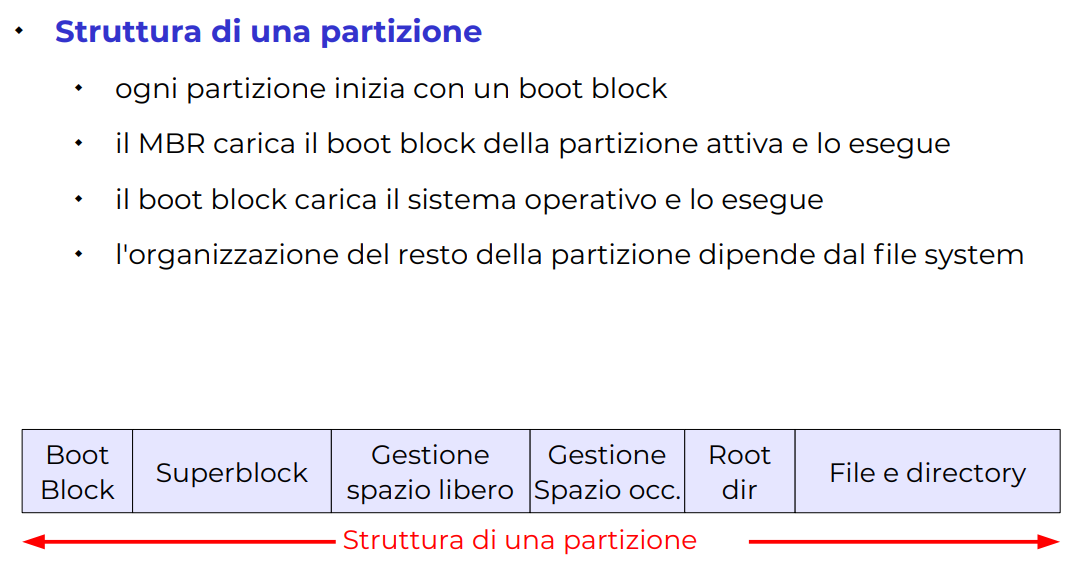 Struttura di una partizione
ogni partizione inizia con un boot block
il MBR carica il boot block della partizione attiva e lo esegue
il boot block carica il sistema operativo e lo esegue
l'organizzazione del resto della partizione dipende dal file system
Boot
Block
Superblock
Gestione
spazio libero
Gestione
Spazio occ.
Root
dir
File e directory
Struttura di una partizione